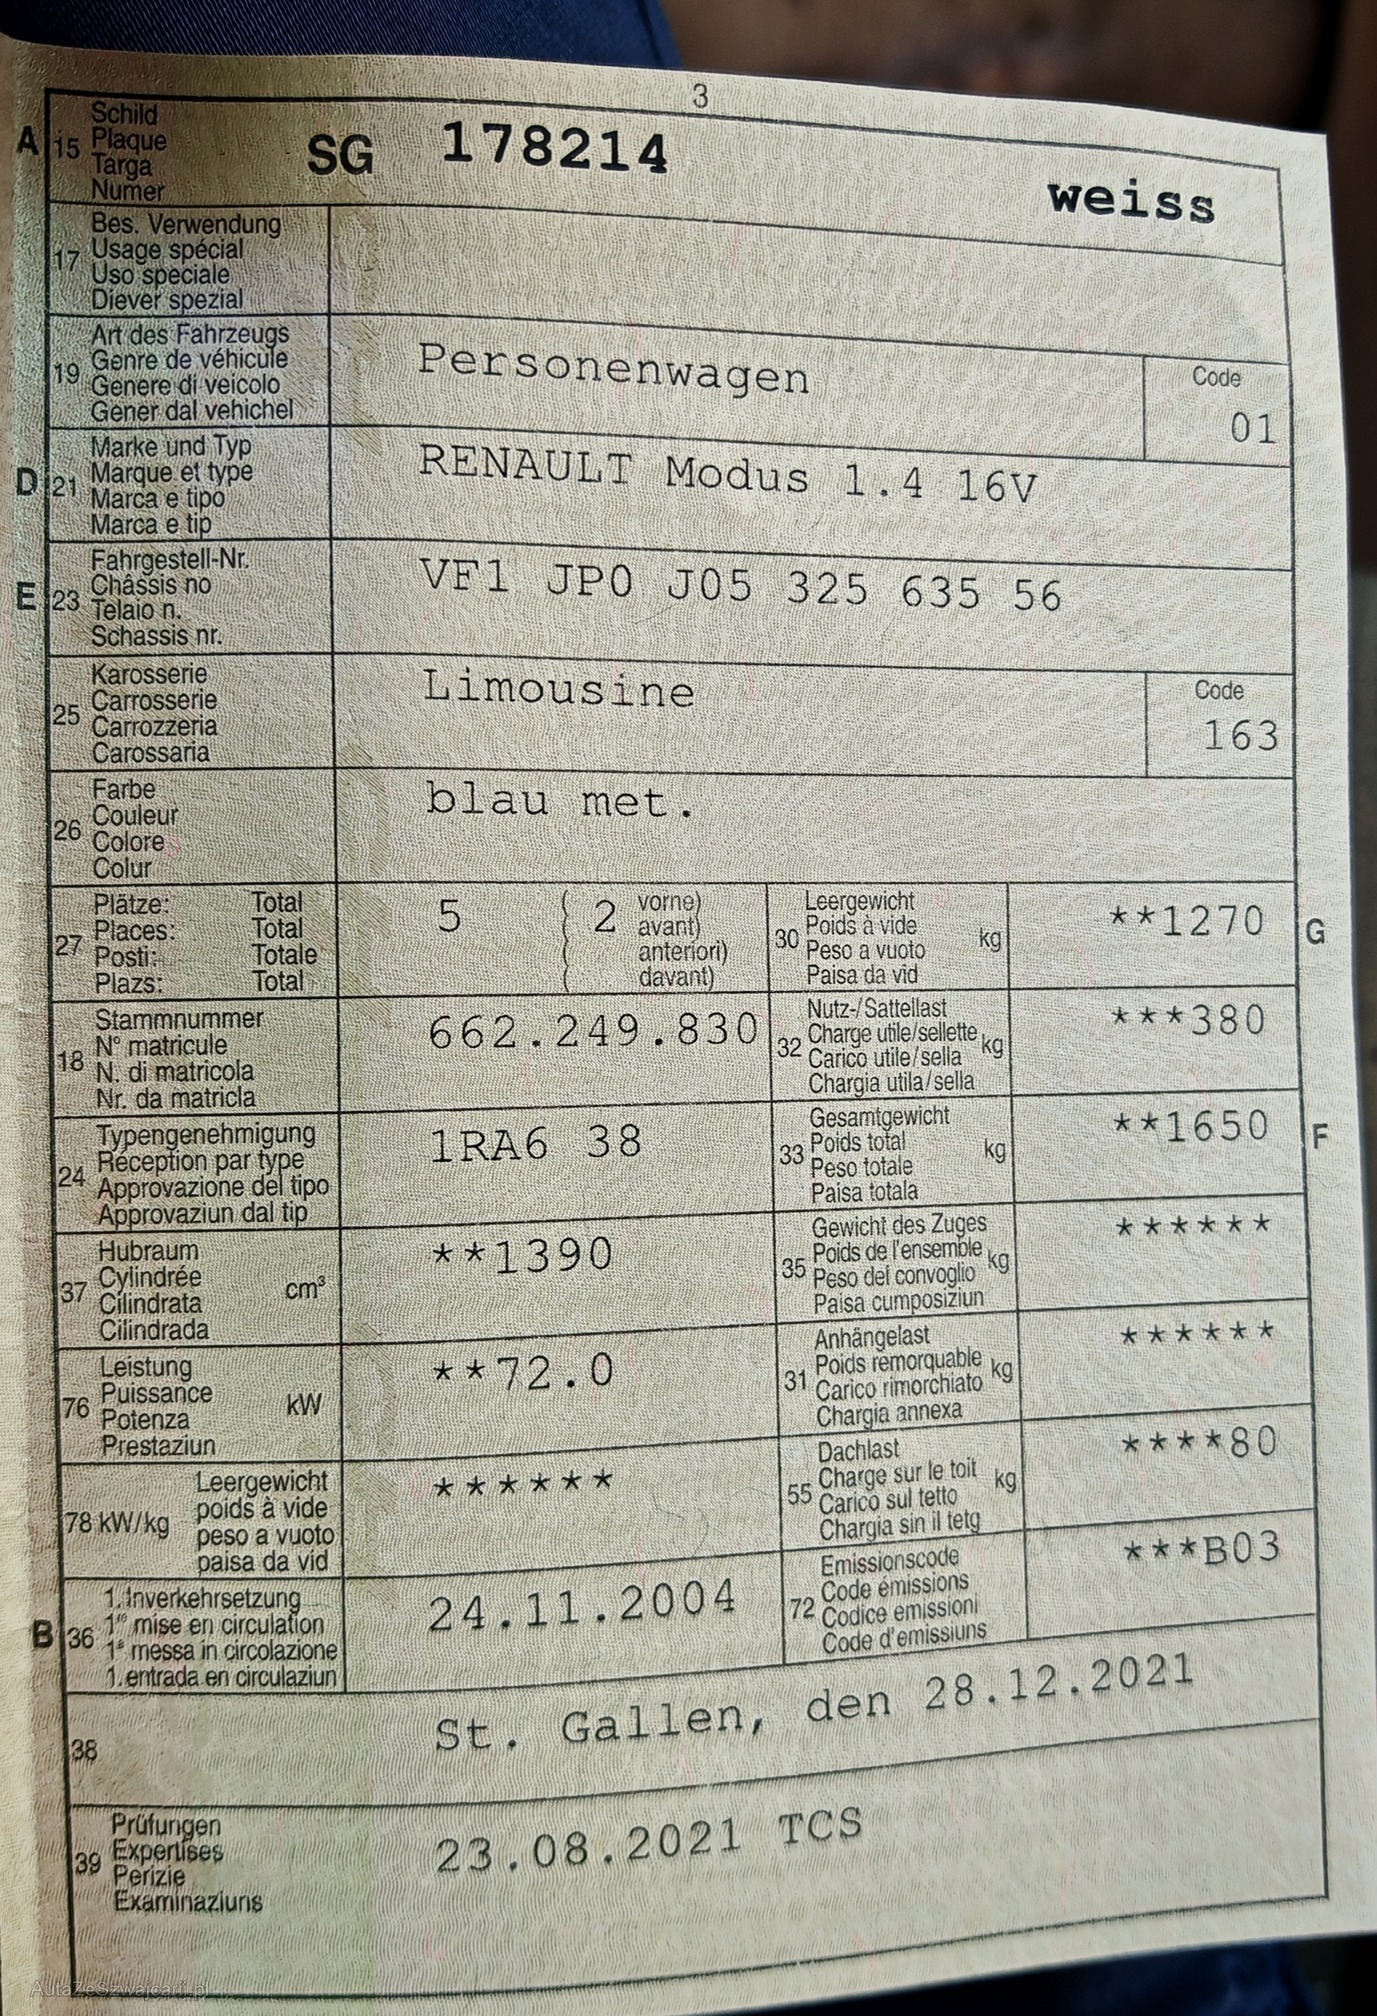 3
A 15 Schild
Plaque
Targa
Numer
SG 178214 weiss
17 Bes. Verwendung
Usage spécial
Uso speciale
Diever spezial
19 Art des Fahrzeugs
Genre de véhicule
Genere di veicolo
Gener dal vehichel
Personenwagen
Code
01
D 21 Marke und Typ
Marque et type
Marca e tipo
Marca e tip
RENAULT Modus 1.4 16V
E 23 Fahrgestell-Nr.
Châssis no
Telaio n.
Schassis nr.
VF1 JP0 J05 325 635 56
25 Karosserie
Carrosserie
Carrozzeria
Carossaria
Limousine
Code
163
26 Farbe
Couleur
Colore
Colur
blau met.
27 Plätze: Total
Places: Total
Posti: Totale
Plazs: Total
5 ( 2 vorne)
avant)
( anteriori)
( davant)
30 Leergewicht
Poids à vide
Peso a vuoto
Paisa da vid
kg
**1270
G
18 Stammnummer
N° matricule
N. di matricola
Nr. da matricla
662.249.830
32 Nutz-/Sattellast
Charge utile/sellette
Carico utile/sella
Chargia utila/sella
kg
***380
24 Typengenehmigung
Réception par type
Approvazione del tipo
Approvaziun dal tip
1RA6 38
33 Gesamtgewicht
Poids total
Peso totale
Paisa totala
kg
**1650
F
37 Hubraum
Cylindrée
Cilindrata
Cilindrada
cm³
**1390
35 Gewicht des Zuges
Poids de l'ensemble
Peso del convoglio
Paisa cumposiziun
kg
******
76 Leistung
Puissance
Potenza
Prestaziun
kW
**72.0
31 Anhängelast
Poids remorquable
Carico rimorchiato
Chargia annexa
kg
******
78 kW/kg Leergewicht
poids à vide
peso a vuoto
paisa da vid
******
55 Dachlast
Charge sur le toit
Carico sul tetto
Chargia sin il tetg
kg
****80
B 36 1. Inverkehrsetzung
1re mise en circulation
1a messa in circolazione
1. entrada en circulaziun
24.11.2004
72 Emissionscode
Code émissions
Codice emissioni
Code d'emissiuns
***B03
38 St. Gallen, den 28.12.2021
39 Prüfungen
Expertises
Perizie
Examinaziuns
23.08.2021 TCS
AutaZeSzwajcarii.pl